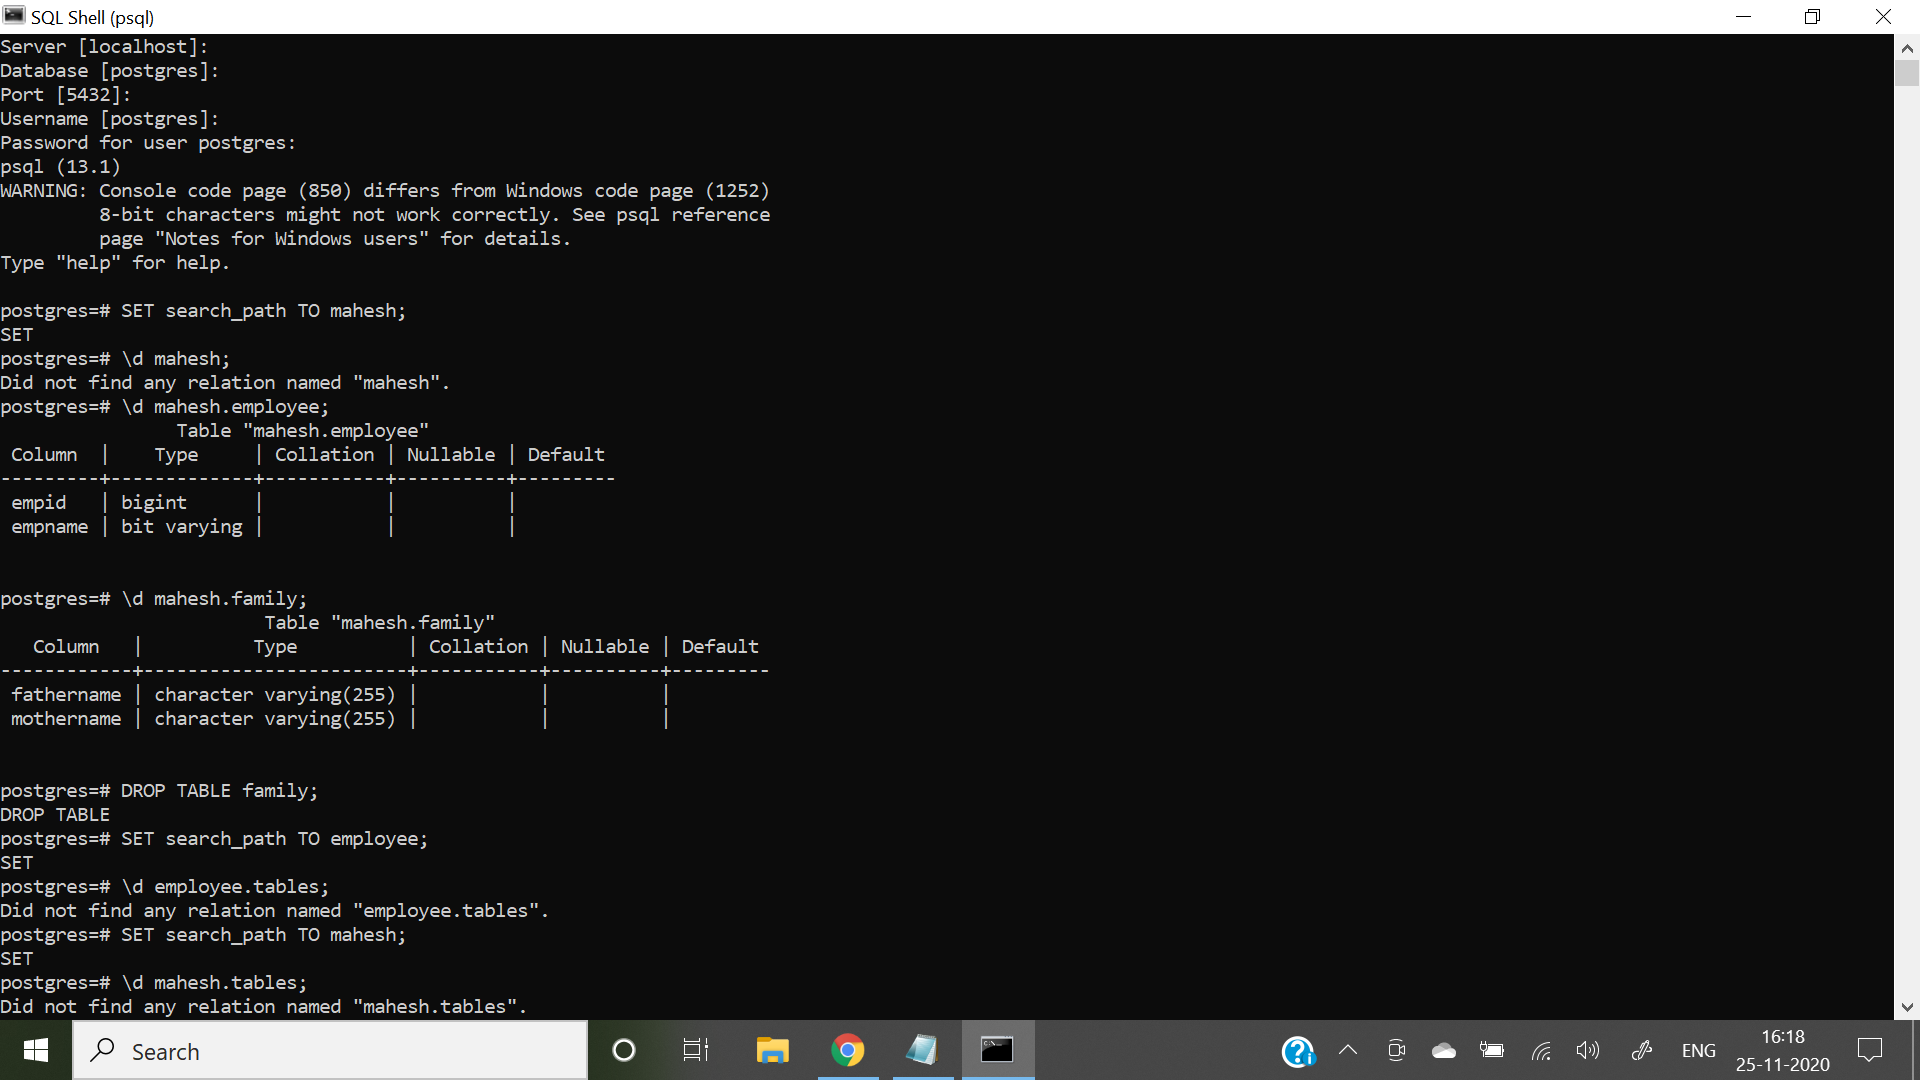 SQL Shell (psql)
Server [localhost]:
Database [postgres]:
Port [5432]:
Username [postgres]:
Password for user postgres:
psql (13.1)
WARNING: Console code page (850) differs from Windows code page (1252)
         8-bit characters might not work correctly. See psql reference
         page "Notes for Windows users" for details.
Type "help" for help.

postgres=# SET search_path TO mahesh;
SET
postgres=# \d mahesh;
Did not find any relation named "mahesh".
postgres=# \d mahesh.employee;
                Table "mahesh.employee"
 Column  |    Type     | Collation | Nullable | Default
---------+-------------+-----------+----------+---------
 empid   | bigint      |           |          |
 empname | bit varying |           |          |


postgres=# \d mahesh.family;
                        Table "mahesh.family"
   Column   |          Type          | Collation | Nullable | Default
------------+------------------------+-----------+----------+---------
 fathername | character varying(255) |           |          |
 mothername | character varying(255) |           |          |


postgres=# DROP TABLE family;
DROP TABLE
postgres=# SET search_path TO employee;
SET
postgres=# \d employee.tables;
Did not find any relation named "employee.tables".
postgres=# SET search_path TO mahesh;
SET
postgres=# \d mahesh.tables;
Did not find any relation named "mahesh.tables".
Search
ENG
16:18
25-11-2020